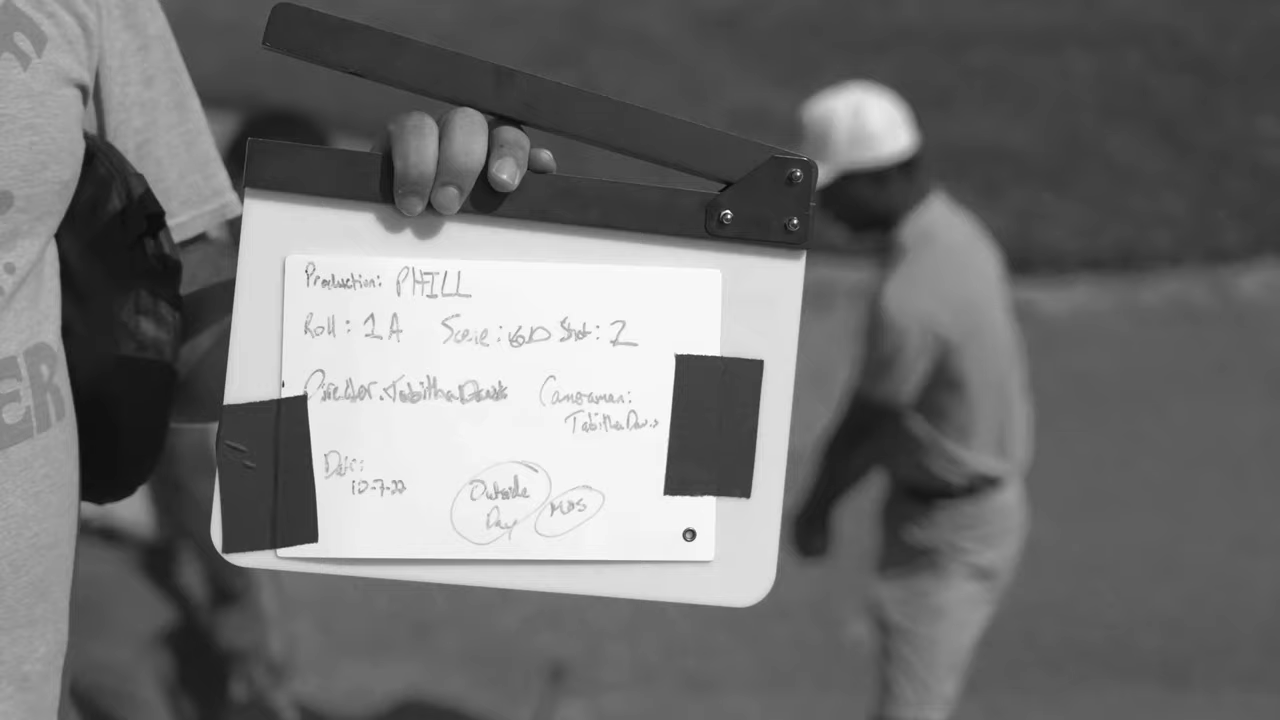 Production: PHILL
Roll: 1A Scene: 6D Shot: 2
Director: Tabitha Davis Cameraman:
Tabitha Davis
Date:
10-7-22
Outside
Day
MOS
ER